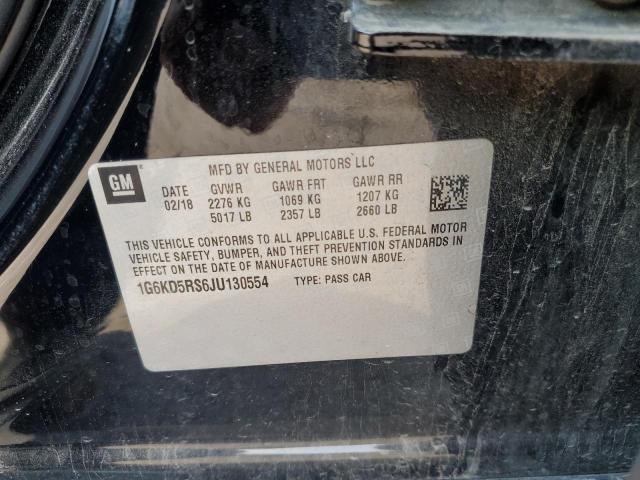 GM
MFD BY GENERAL MOTORS LLC
DATE GVWR GAWR FRT GAWR RR
02/18 2276 KG 1069 KG 1207 KG
5017 LB 2357 LB 2660 LB
THIS VEHICLE CONFORMS TO ALL APPLICABLE U.S. FEDERAL MOTOR
VEHICLE SAFETY, BUMPER, AND THEFT PREVENTION STANDARDS IN
EFFECT ON THE DATE OF MANUFACTURE SHOWN ABOVE.
1G6KD5RS6JU130554 TYPE: PASS CAR